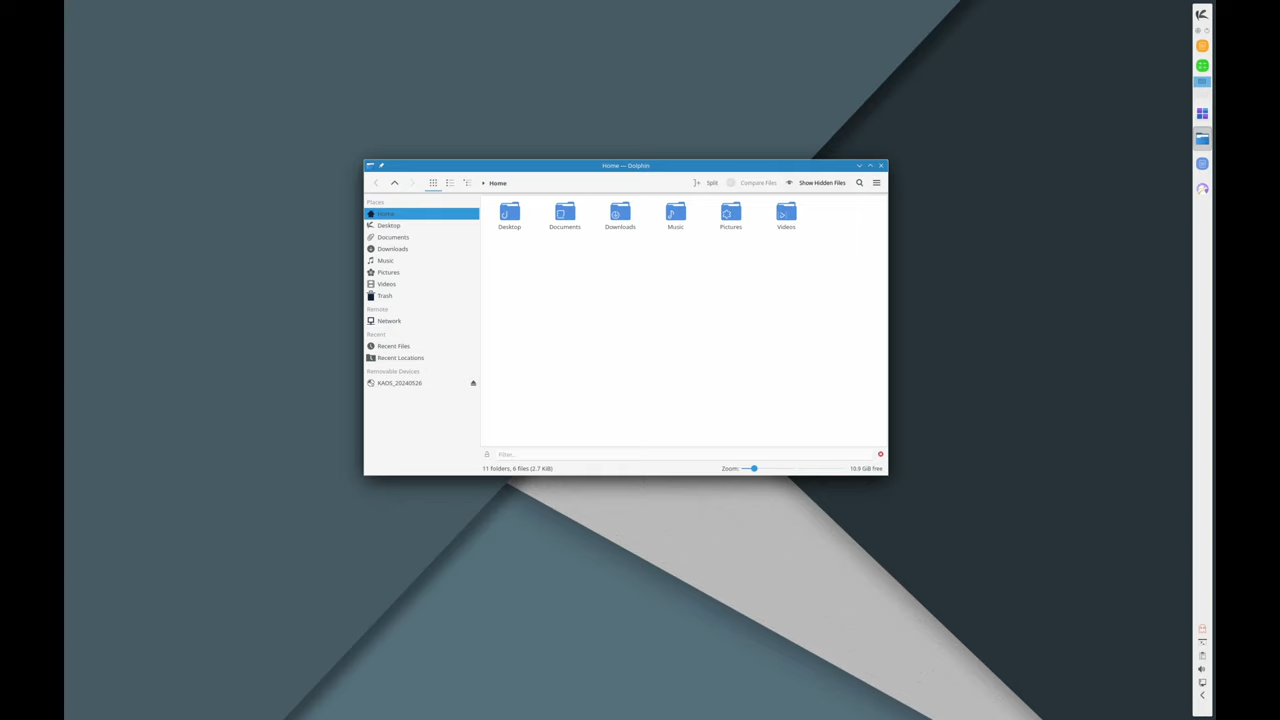 Home — Dolphin
Home
Split
Compare Files
Show Hidden Files
Places
Home
Desktop
Documents
Downloads
Music
Pictures
Videos
Trash
Remote
Network
Recent
Recent Files
Recent Locations
Removable Devices
KAOS_20240526
Desktop
Documents
Downloads
Music
Pictures
Videos
Filter...
11 folders, 6 files (2.7 KiB)
Zoom:
10.9 GiB free